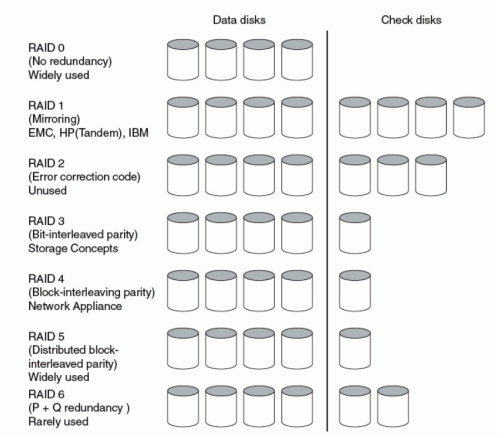 Data disks
Check disks
RAID 0
(No redundancy)
Widely used
RAID 1
(Mirroring)
EMC, HP(Tandem), IBM
RAID 2
(Error correction code)
Unused
RAID 3
(Bit-interleaved parity)
Storage Concepts
RAID 4
(Block-interleaving parity)
Network Appliance
RAID 5
(Distributed block-
interleaved parity)
Widely used
RAID 6
(P + Q redundancy )
Rarely used